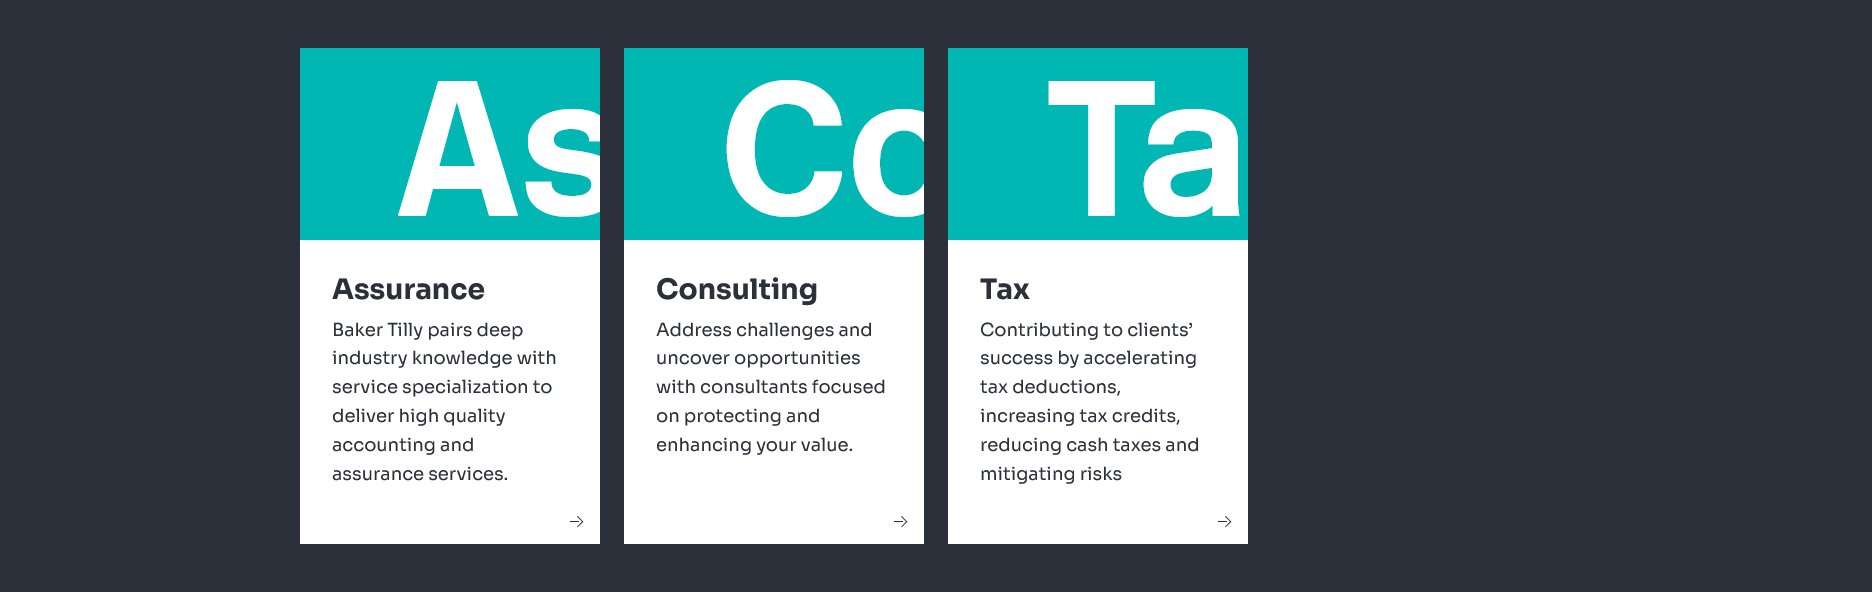 As
Assurance
Baker Tilly pairs deep
industry knowledge with
service specialization to
deliver high quality
accounting and
assurance services.
Co
Consulting
Address challenges and
uncover opportunities
with consultants focused
on protecting and
enhancing your value.
Ta
Tax
Contributing to clients’
success by accelerating
tax deductions,
increasing tax credits,
reducing cash taxes and
mitigating risks